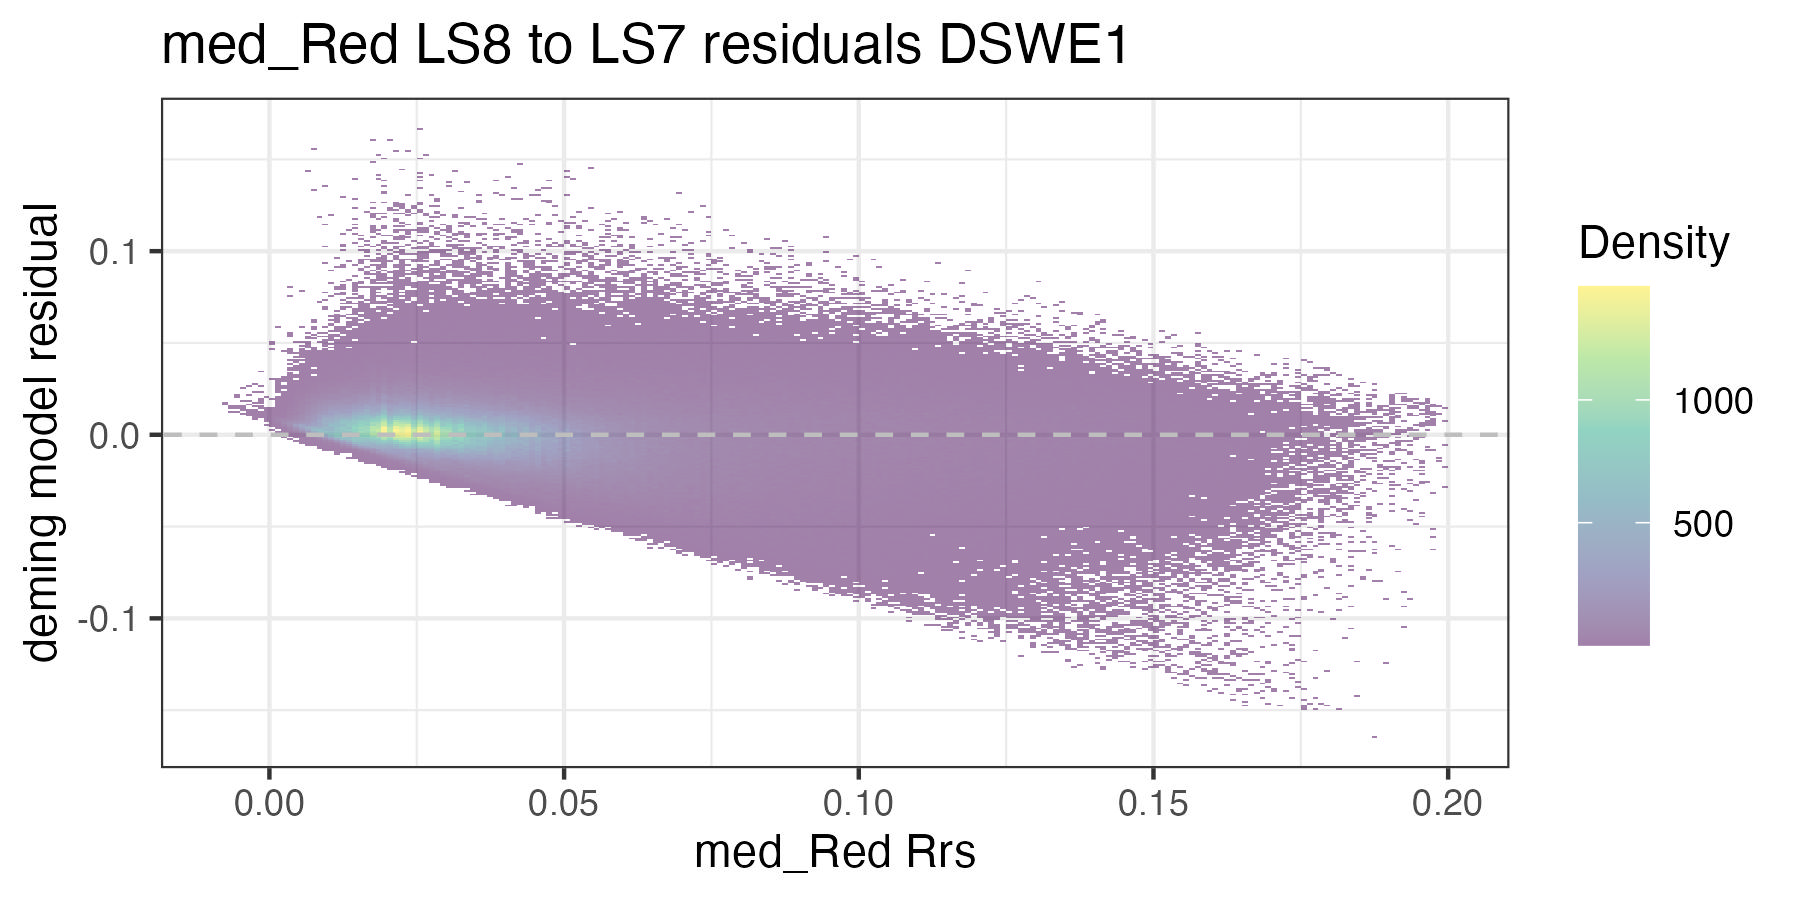 med_Red LS8 to LS7 residuals DSWE1
deming model residual
0.1
0.0
-0.1
0.00
0.05
0.10
0.15
0.20
med_Red Rrs
Density
1000
500